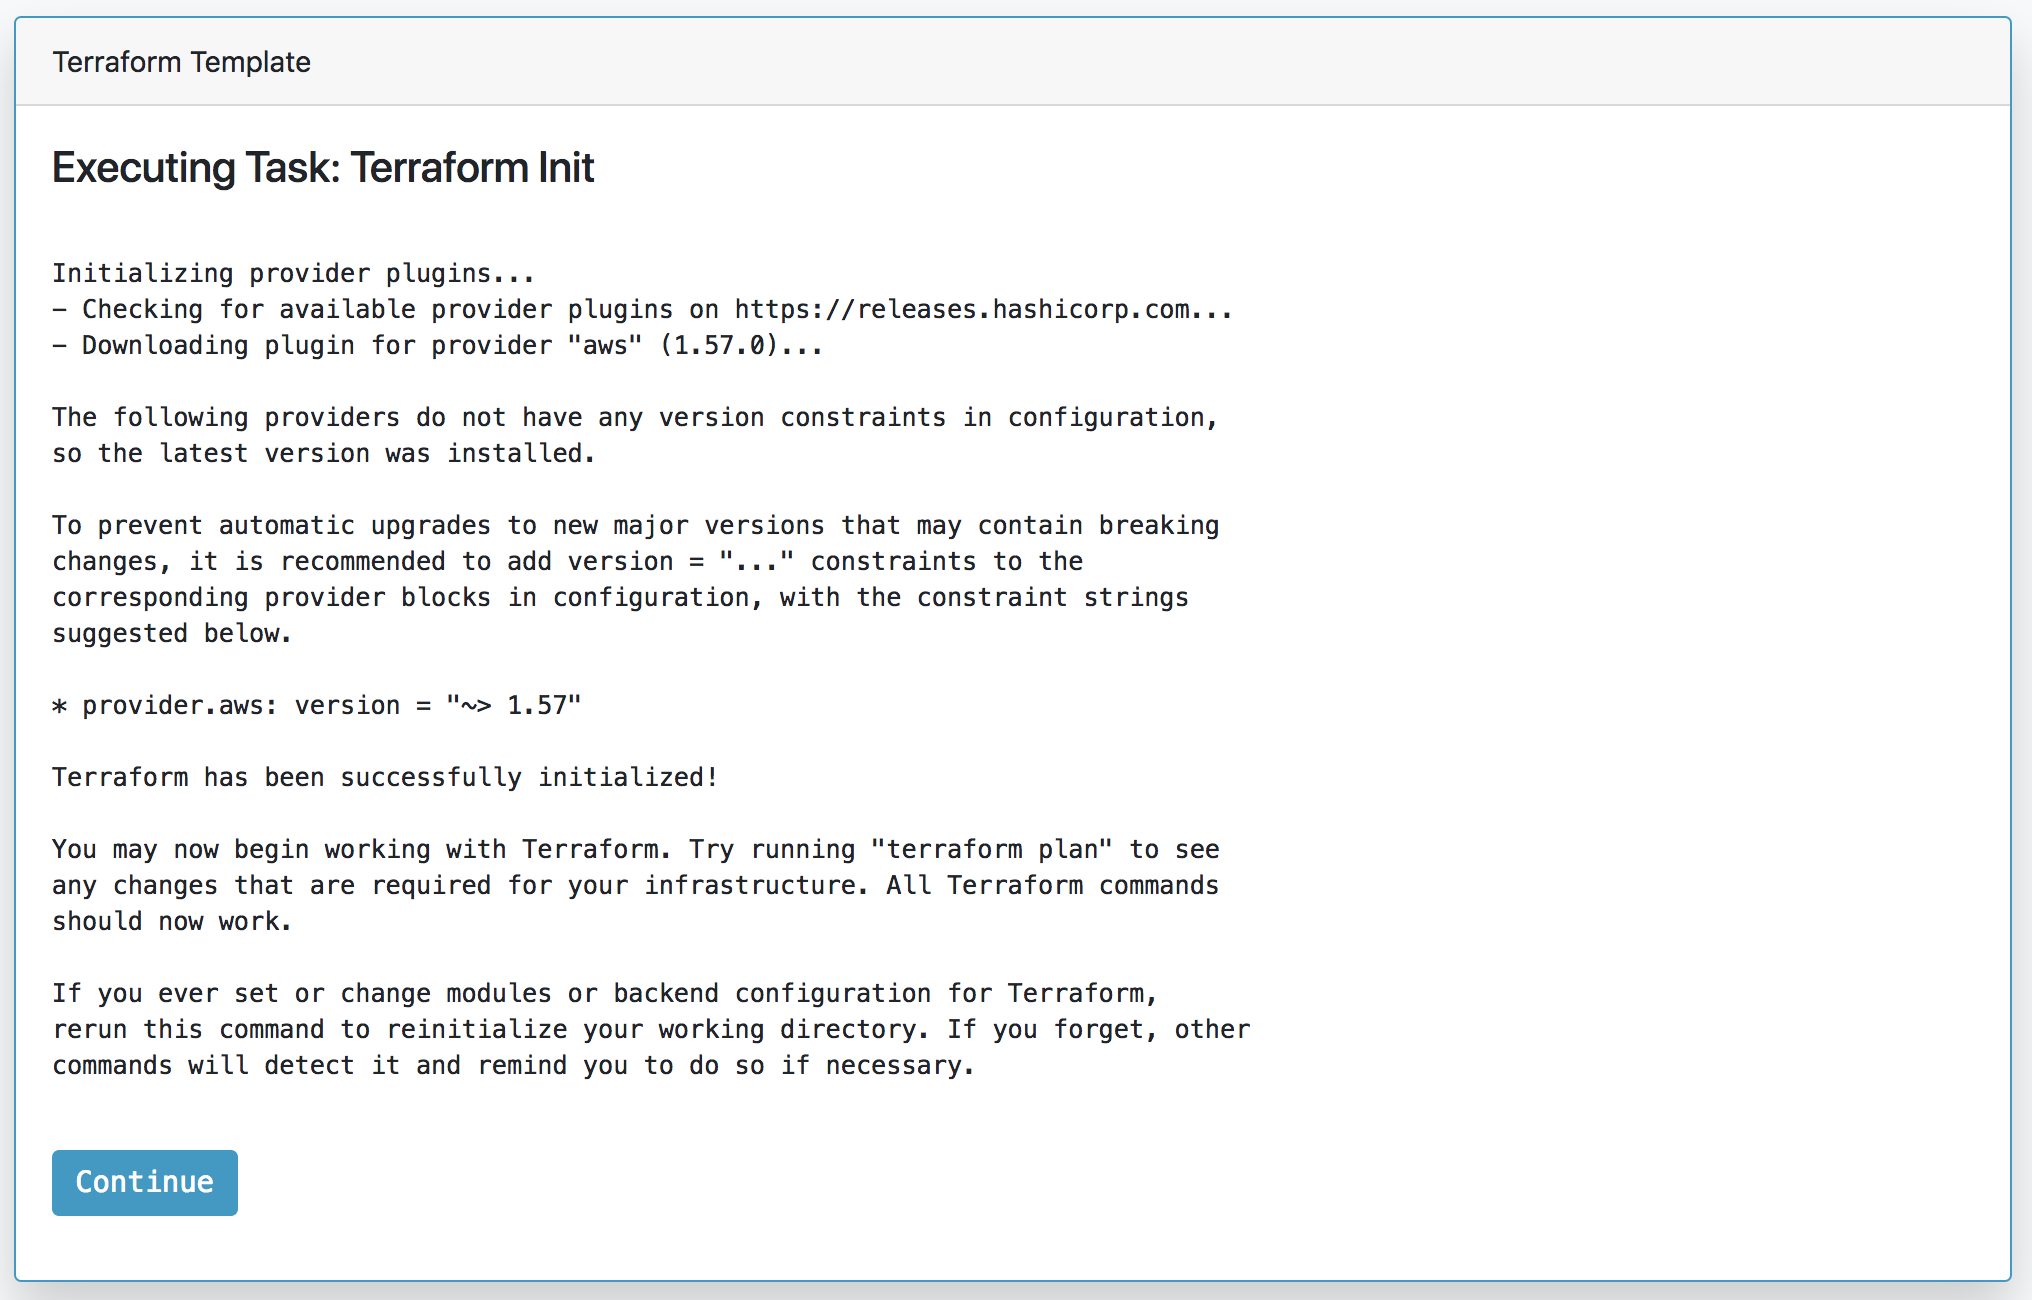 Terraform Template
Executing Task: Terraform Init
Initializing provider plugins...
- Checking for available provider plugins on https://releases.hashicorp.com...
- Downloading plugin for provider "aws" (1.57.0)...
The following providers do not have any version constraints in configuration,
so the latest version was installed.
To prevent automatic upgrades to new major versions that may contain breaking
changes, it is recommended to add version = "..." constraints to the
corresponding provider blocks in configuration, with the constraint strings
suggested below.
* provider.aws: version = "~> 1.57"
Terraform has been successfully initialized!
You may now begin working with Terraform. Try running "terraform plan" to see
any changes that are required for your infrastructure. All Terraform commands
should now work.
If you ever set or change modules or backend configuration for Terraform,
rerun this command to reinitialize your working directory. If you forget, other
commands will detect it and remind you to do so if necessary.
Continue